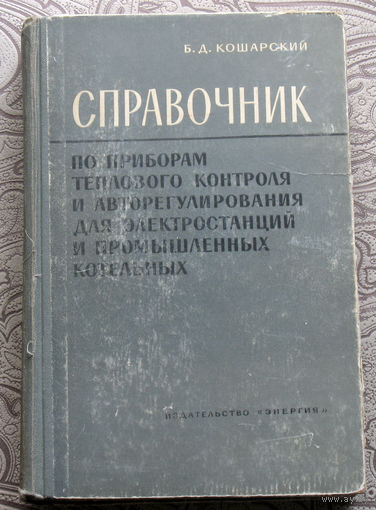 Б. Д. КОШАРСКИЙ
СПРАВОЧНИК
ПО ПРИБОРАМ
ТЕПЛОВОГО КОНТРОЛЯ
И АВТОРЕГУЛИРОВАНИЯ
ДЛЯ ЭЛЕКТРОСТАНЦИЙ
И ПРОМЫШЛЕННЫХ
КОТЕЛЬНЫХ
ИЗДАТЕЛЬСТВО «ЭНЕРГИЯ»